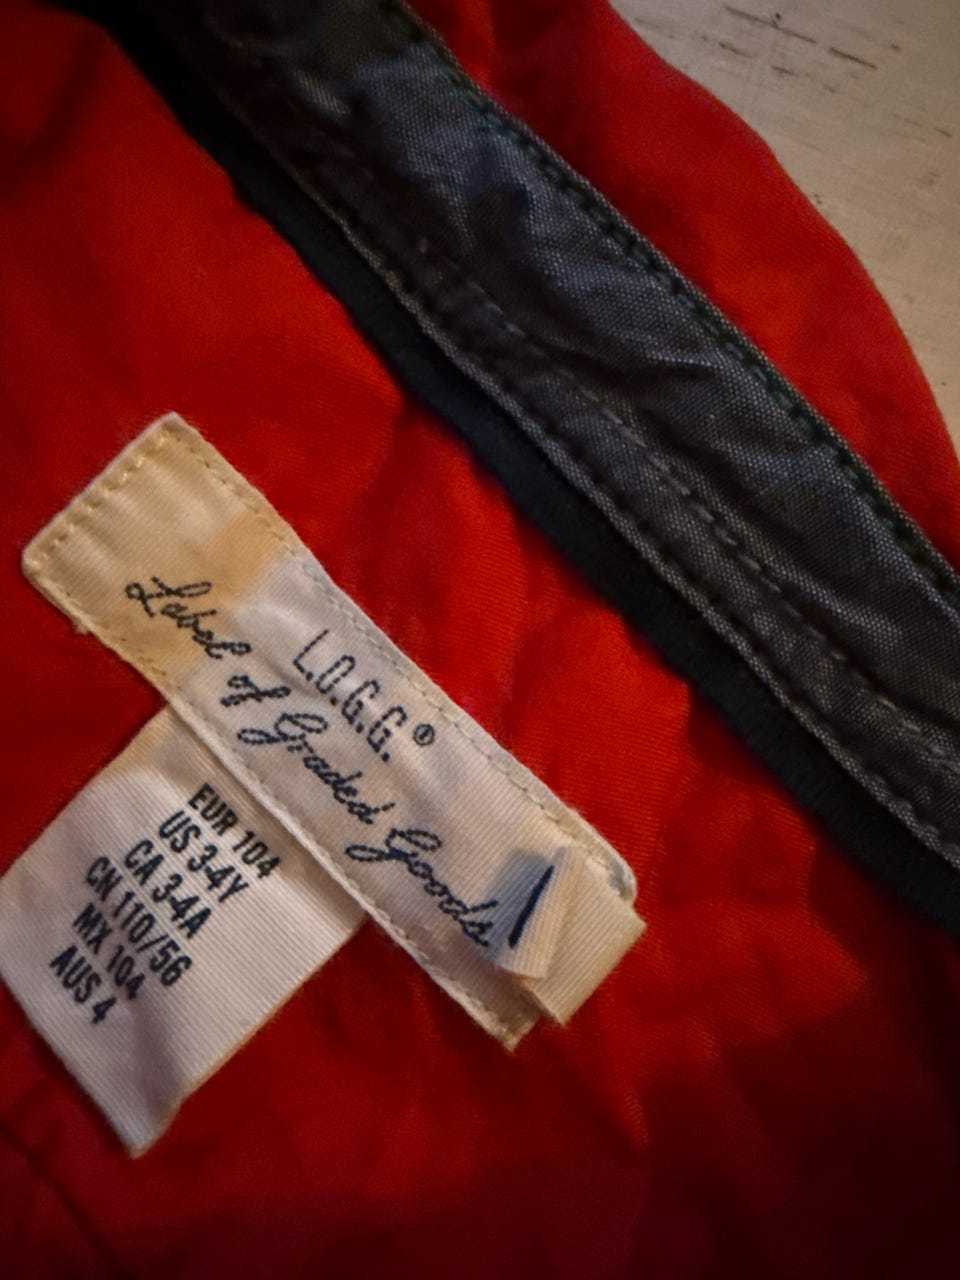 L.O.G.G.®
Label of Graded Goods
EUR 104
US 3-4Y
CA 3-4A
CN 110/56
MX 104
AUS 4